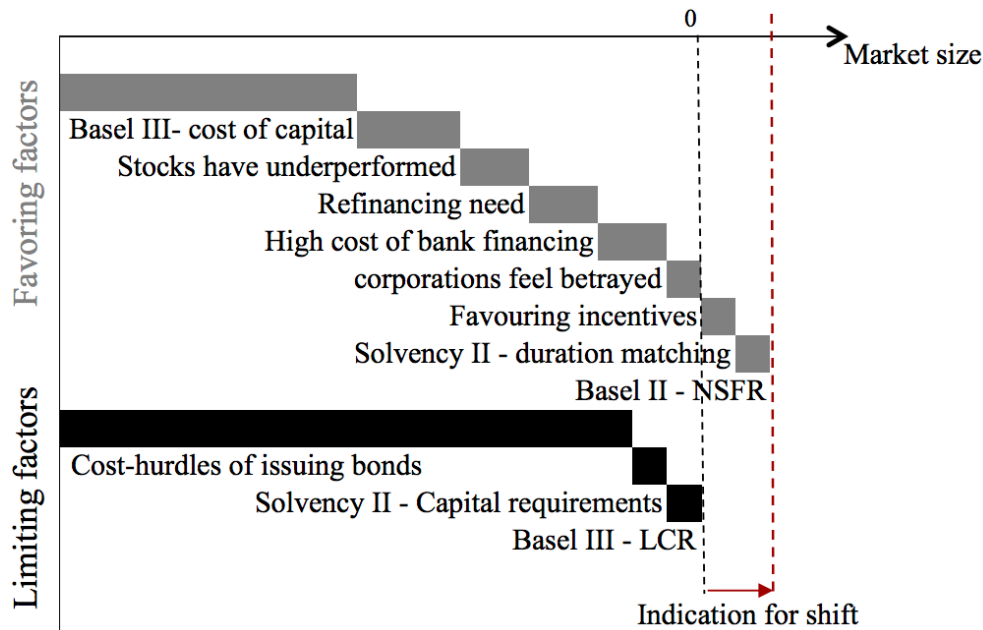 0
Market size
Favoring factors
Basel III- cost of capital
Stocks have underperformed
Refinancing need
High cost of bank financing
corporations feel betrayed
Favouring incentives
Solvency II - duration matching
Basel II - NSFR
Limiting factors
Cost-hurdles of issuing bonds
Solvency II - Capital requirements
Basel III - LCR
Indication for shift